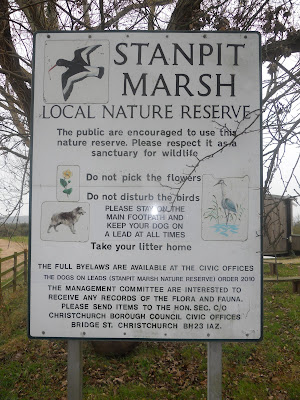 STANPIT
MARSH
LOCAL NATURE RESERVE
The public are encouraged to use this
nature reserve. Please respect it as a
sanctuary for wildlife
Do not pick the flowers
Do not disturb the birds
PLEASE STAY ON THE
MAIN FOOTPATH AND
KEEP YOUR DOG ON
A LEAD AT ALL TIMES
Take your litter home
THE FULL BYELAWS ARE AVAILABLE AT THE CIVIC OFFICES
THE DOGS ON LEADS (STANPIT MARSH NATURE RESERVE) ORDER 2010
THE MANAGEMENT COMMITTEE ARE INTERESTED TO
RECEIVE ANY RECORDS OF THE FLORA AND FAUNA.
PLEASE SEND ITEMS TO THE HON. SEC. C/O
CHRISTCHURCH BOROUGH COUNCIL CIVIC OFFICES
BRIDGE ST. CHRISTCHURCH BH23 1AZ.